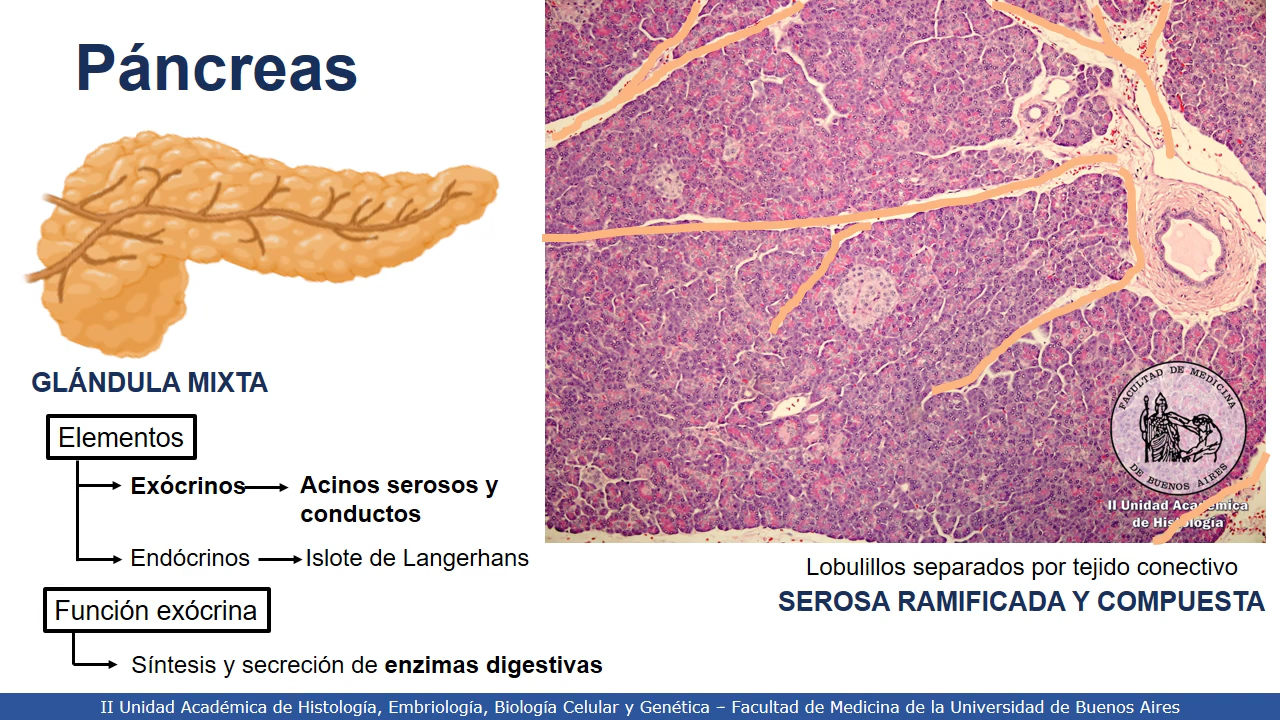 Páncreas
GLÁNDULA MIXTA
Elementos
Exócrinos
Acinos serosos y
conductos
Endócrinos
Islote de Langerhans
Función exócrina
Síntesis y secreción de enzimas digestivas
FACULTAD DE MEDICINA
DE BUENOS AIRES
II Unidad Académica
de Histología
Lobulillos separados por tejido conectivo
SEROSA RAMIFICADA Y COMPUESTA
II Unidad Académica de Histología, Embriología, Biología Celular y Genética – Facultad de Medicina de la Universidad de Buenos Aires